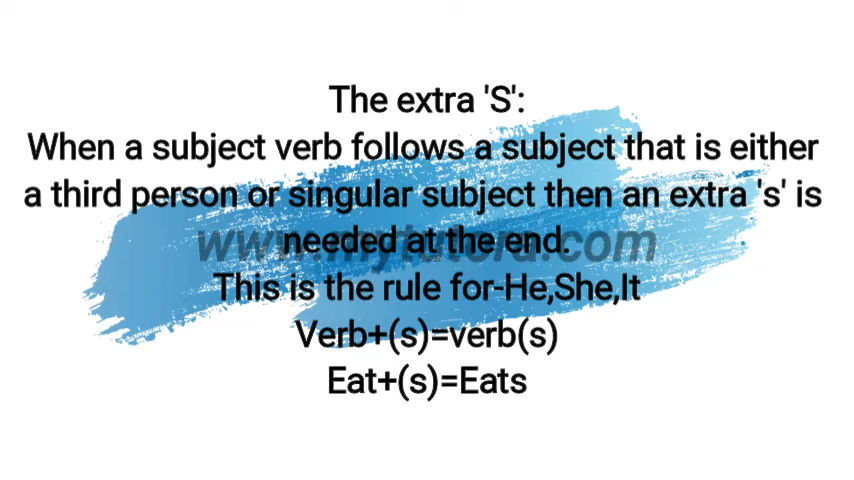 The extra 'S':
When a subject verb follows a subject that is either
a third person or singular subject then an extra 's' is
needed at the end.
This is the rule for-He,She,It
Verb+(s)=verb(s)
Eat+(s)=Eats